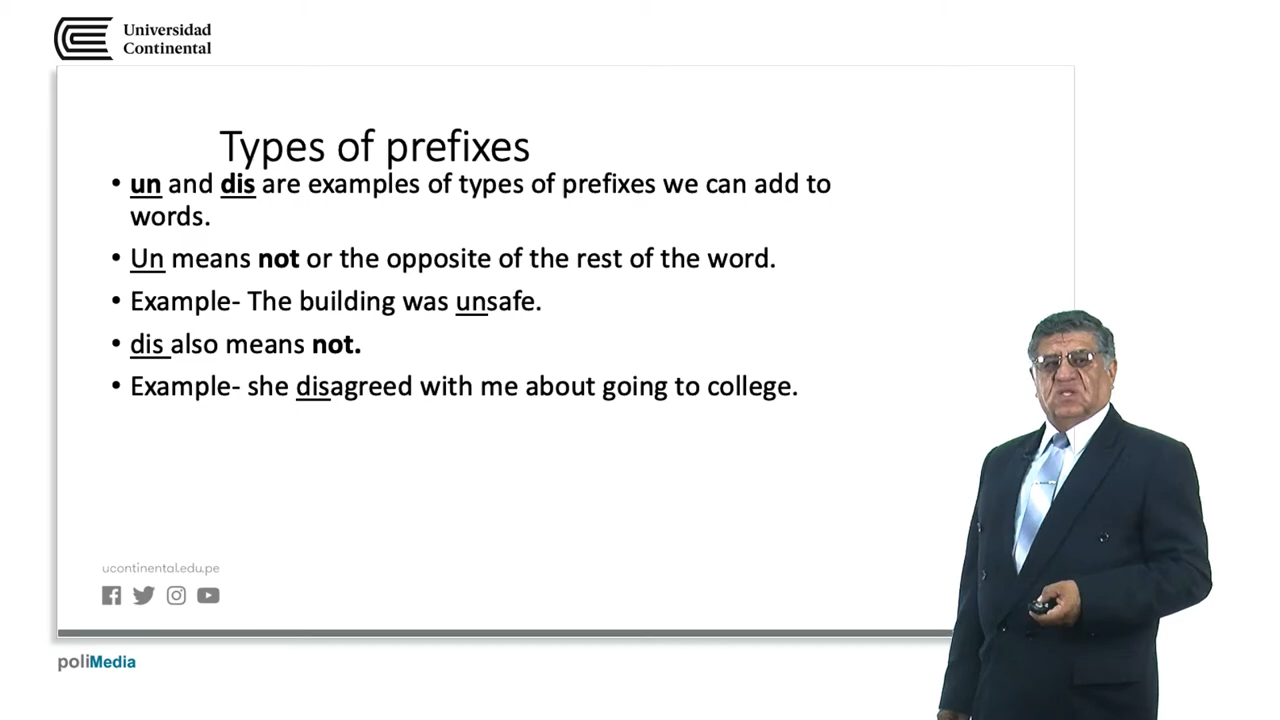 Universidad
Continental
Types of prefixes
• un and dis are examples of types of prefixes we can add to
words.
• Un means not or the opposite of the rest of the word.
• Example- The building was unsafe.
• dis also means not.
• Example- she disagreed with me about going to college.
ucontinental.edu.pe
poliMedia